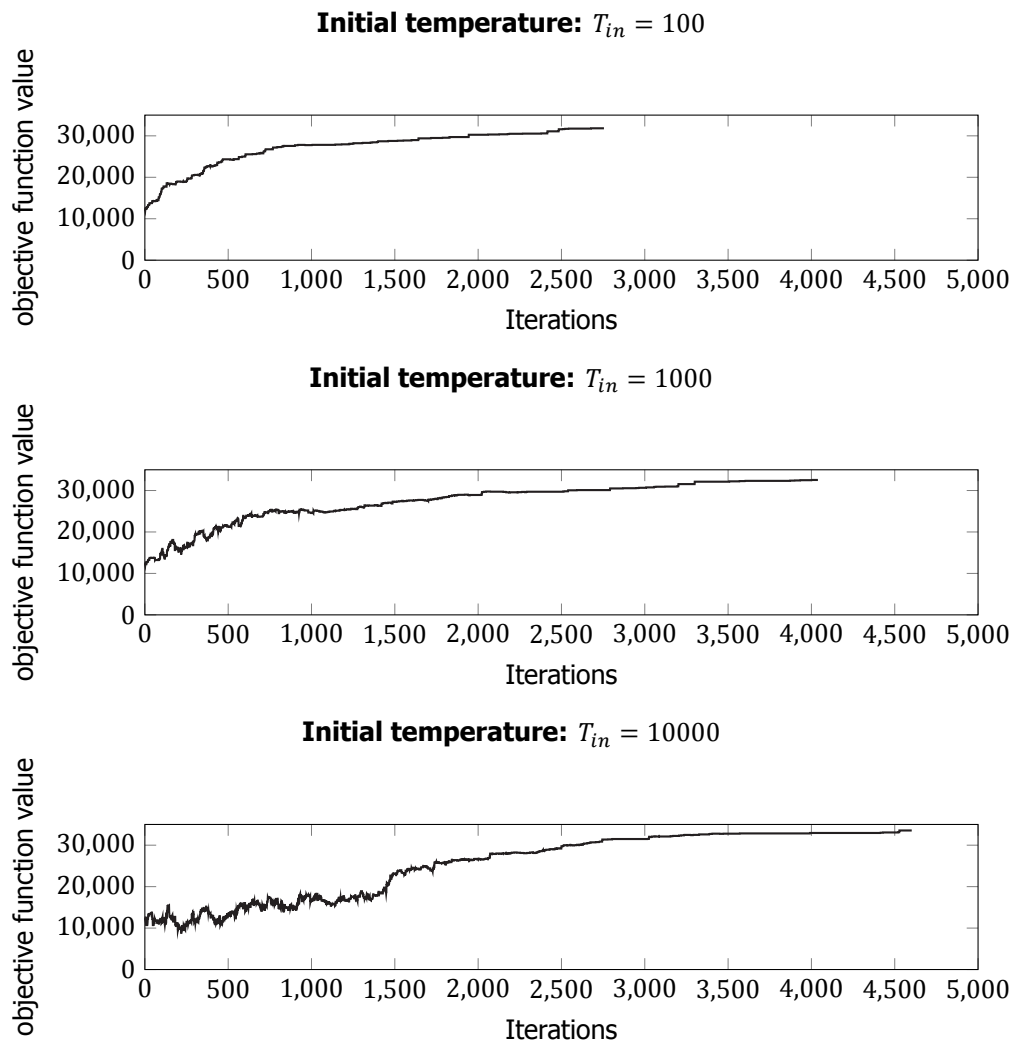 Initial temperature: T_in = 100
objective function value
30,000
20,000
10,000
0
0 500 1,000 1,500 2,000 2,500 3,000 3,500 4,000 4,500 5,000
Iterations
Initial temperature: T_in = 1000
objective function value
30,000
20,000
10,000
0
0 500 1,000 1,500 2,000 2,500 3,000 3,500 4,000 4,500 5,000
Iterations
Initial temperature: T_in = 10000
objective function value
30,000
20,000
10,000
0
0 500 1,000 1,500 2,000 2,500 3,000 3,500 4,000 4,500 5,000
Iterations